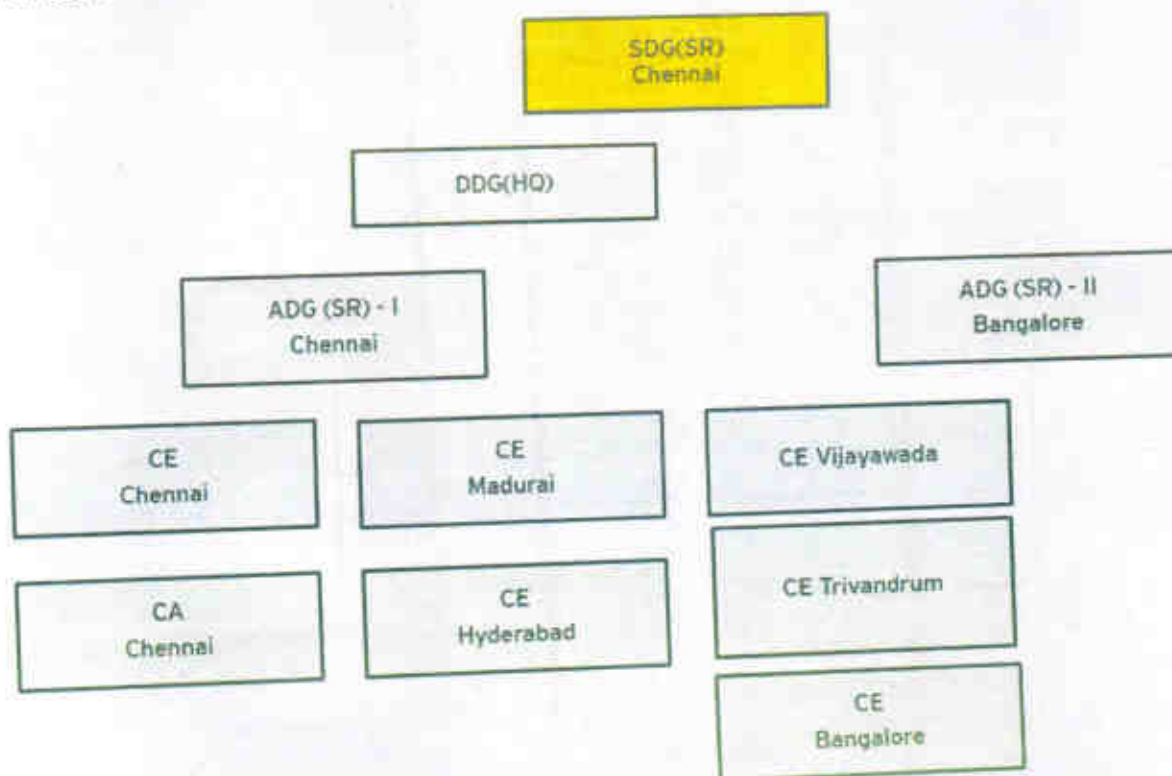 SDG(SR)
Chennai
DDG(HQ)
ADG (SR) - I
Chennai
ADG (SR) - II
Bangalore
CE
Chennai
CE
Madurai
CE Vijayawada
CA
Chennai
CE
Hyderabad
CE Trivandrum
CE
Bangalore